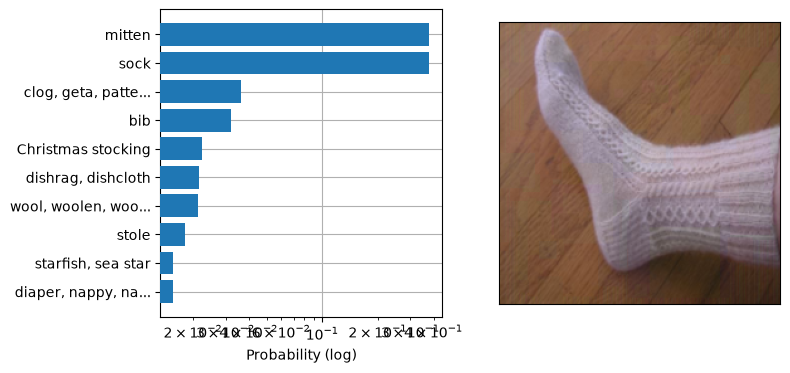 mitten
sock
clog, geta, patte...
bib
Christmas stocking
dishrag, dishcloth
wool, woolen, woo...
stole
starfish, sea star
diaper, nappy, na...
10⁻¹
Probability (log)